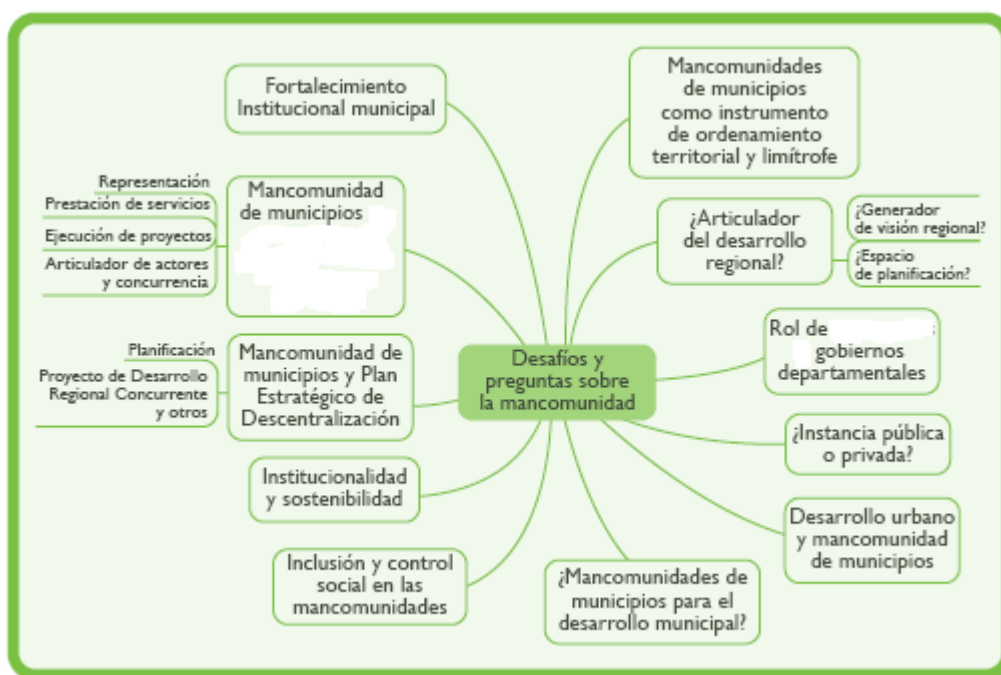 Fortalecimiento
Institucional municipal
Mancomunidades
de municipios
como instrumento
de ordenamiento
territorial y limítrofe
Representación
Prestación de servicios
Ejecución de proyectos
Articulador de actores
y concurrencia
Mancomunidad
de municipios
¿Articulador
del desarrollo
regional?
¿Generador
de visión regional?
¿Espacio
de planificación?
Planificación
Proyecto de Desarrollo
Regional Concurrente
y otros
Mancomunidad de
municipios y Plan
Estratégico de
Descentralización
Desafíos y
preguntas sobre
la mancomunidad
Rol de
gobiernos
departamentales
¿Instancia pública
o privada?
Institucionalidad
y sostenibilidad
Desarrollo urbano
y mancomunidad
de municipios
Inclusión y control
social en las
mancomunidades
¿Mancomunidades de
municipios para el
desarrollo municipal?